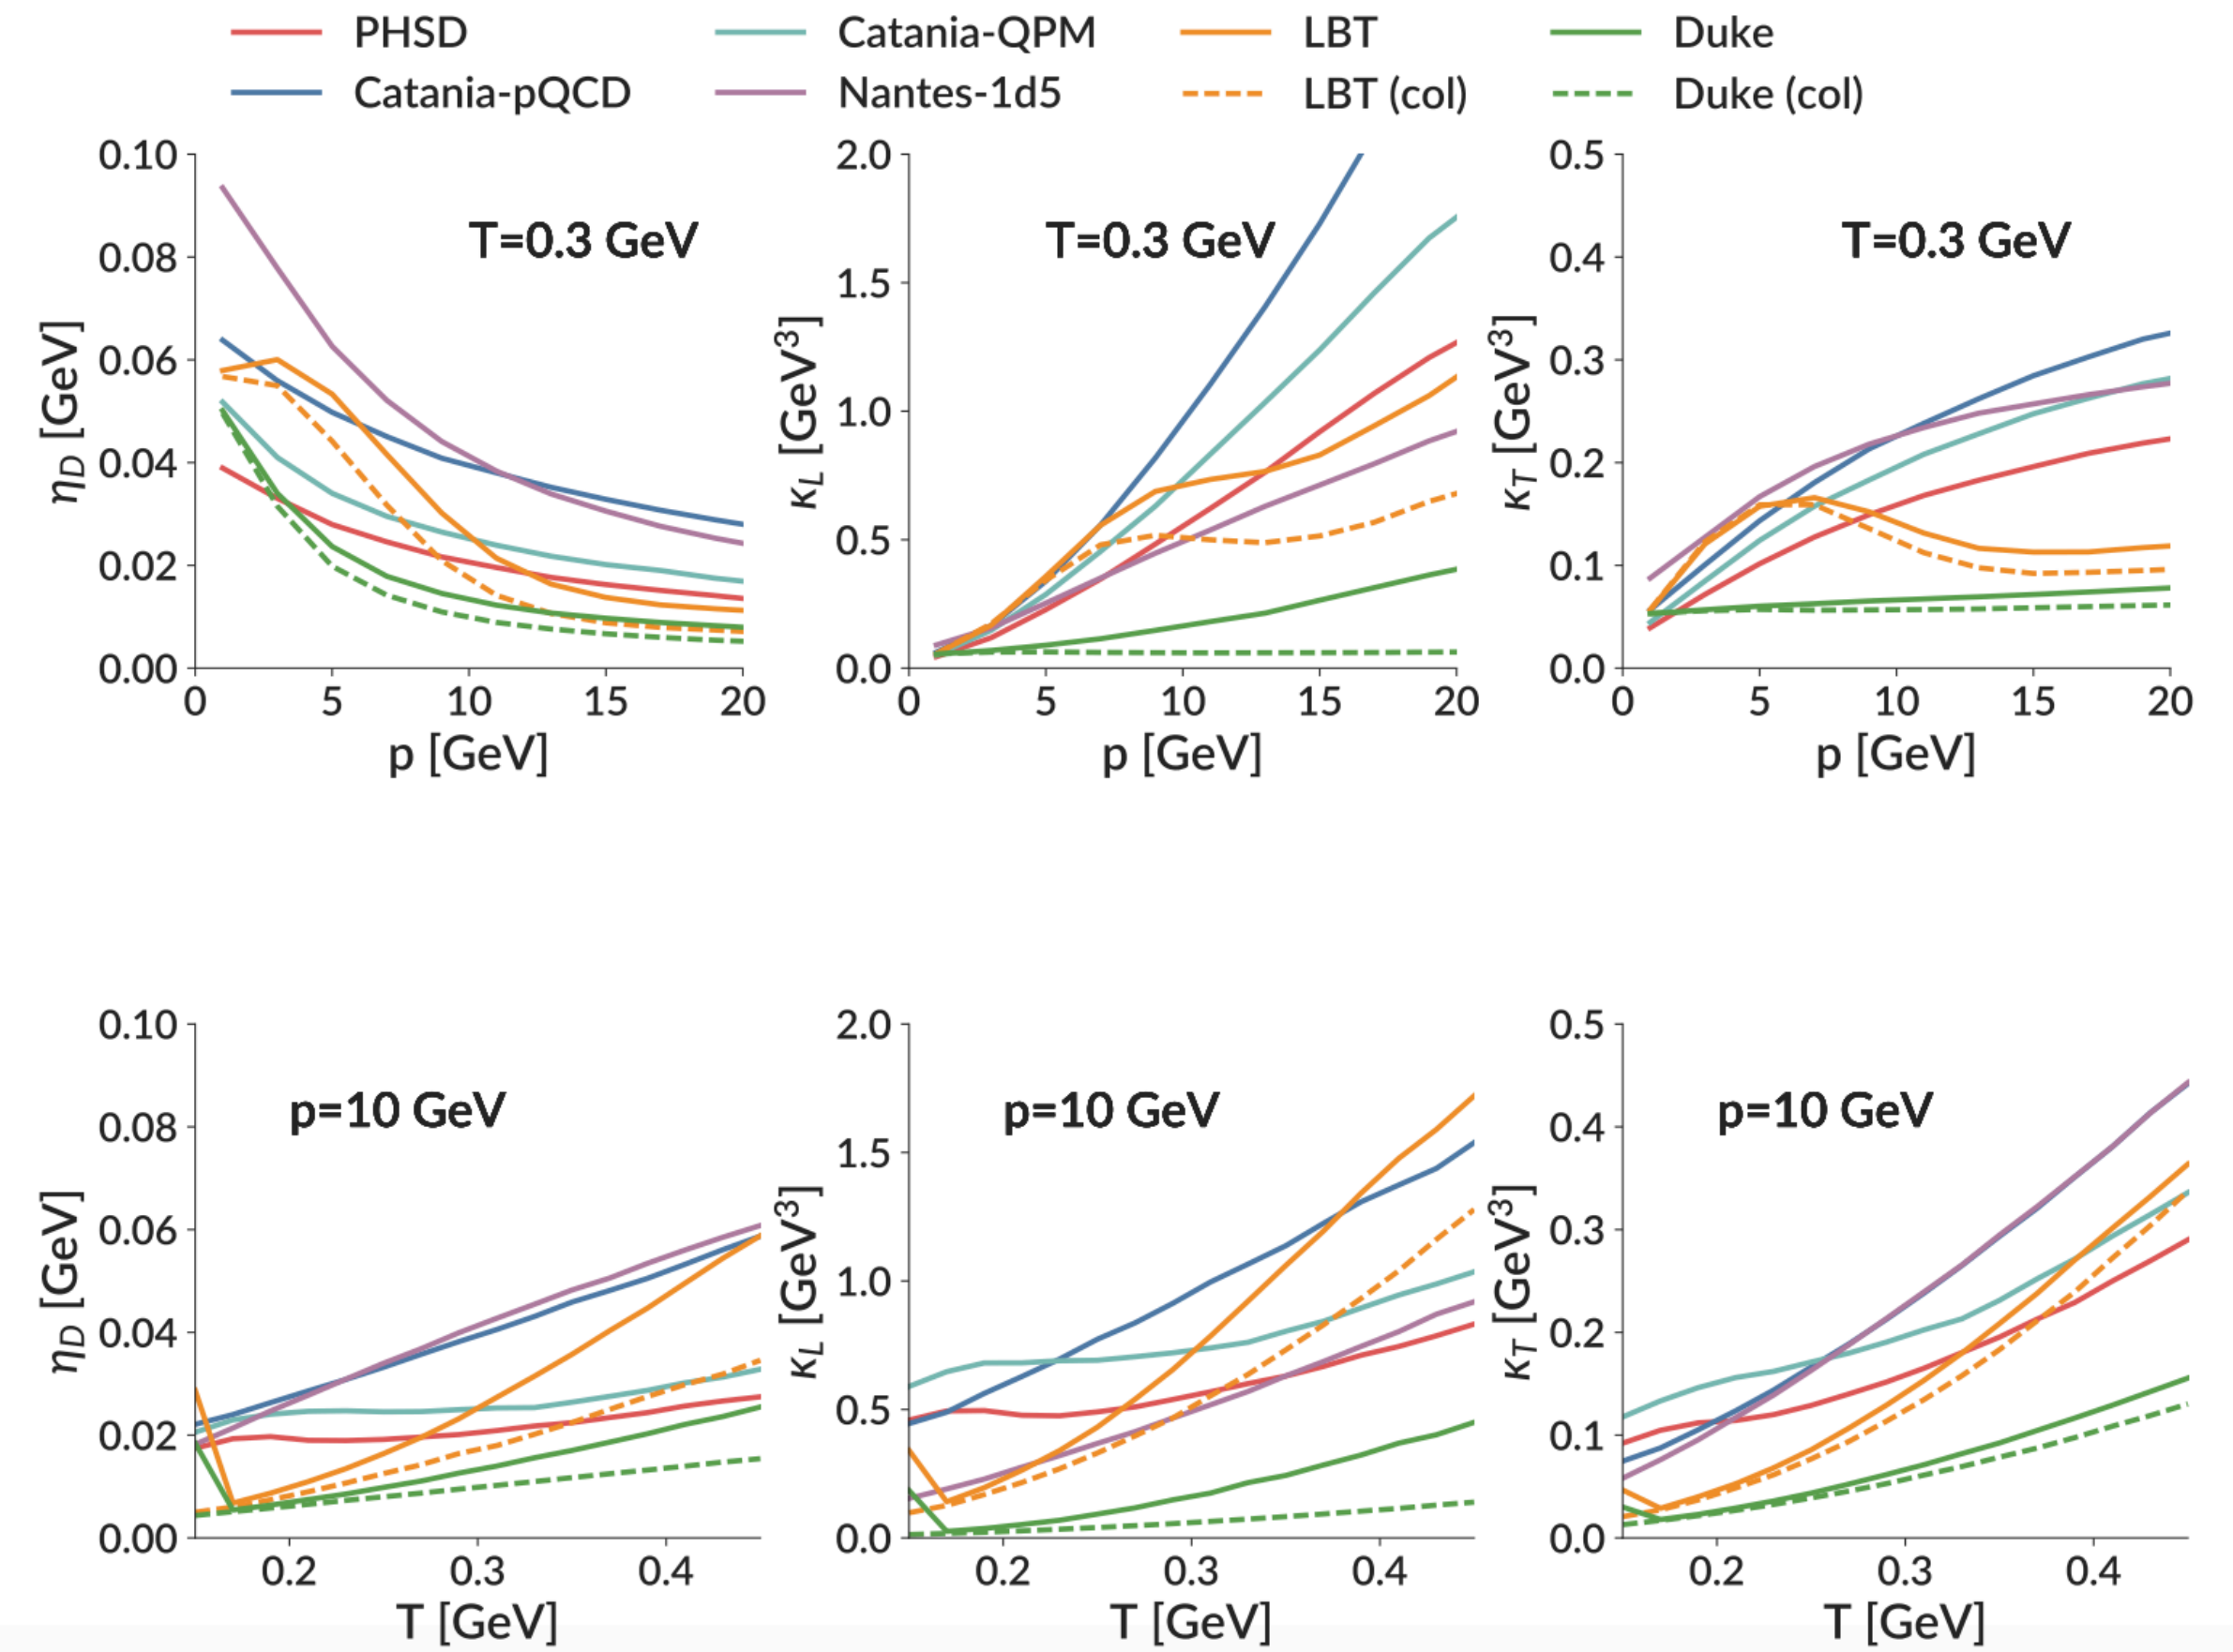 PHSD Catania-QPM LBT Duke
Catania-pQCD Nantes-1d5 LBT (col) Duke (col)
0.10
0.08
0.06
0.04
0.02
0.00
η_D [GeV]
T=0.3 GeV
0 5 10 15 20
p [GeV]
2.0
1.5
1.0
0.5
0.0
κ_L [GeV³]
T=0.3 GeV
0 5 10 15 20
p [GeV]
0.5
0.4
0.3
0.2
0.1
0.0
κ_T [GeV³]
T=0.3 GeV
0 5 10 15 20
p [GeV]
0.10
0.08
0.06
0.04
0.02
0.00
η_D [GeV]
p=10 GeV
0.2 0.3 0.4
T [GeV]
2.0
1.5
1.0
0.5
0.0
κ_L [GeV³]
p=10 GeV
0.2 0.3 0.4
T [GeV]
0.5
0.4
0.3
0.2
0.1
0.0
κ_T [GeV³]
p=10 GeV
0.2 0.3 0.4
T [GeV]